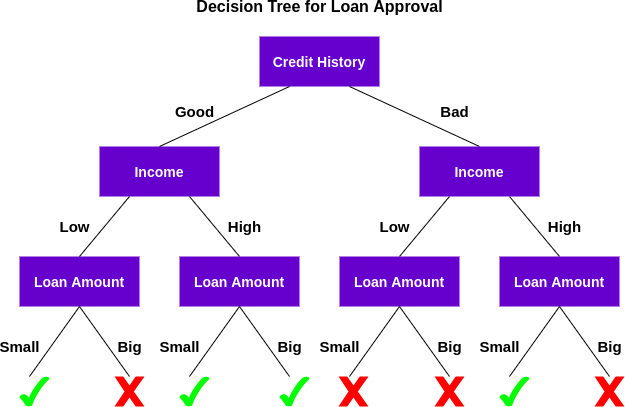 Decision Tree for Loan Approval
Credit History
Good Bad
Income Income
Low High Low High
Loan Amount Loan Amount Loan Amount Loan Amount
Small Big Small Big Small Big Small Big